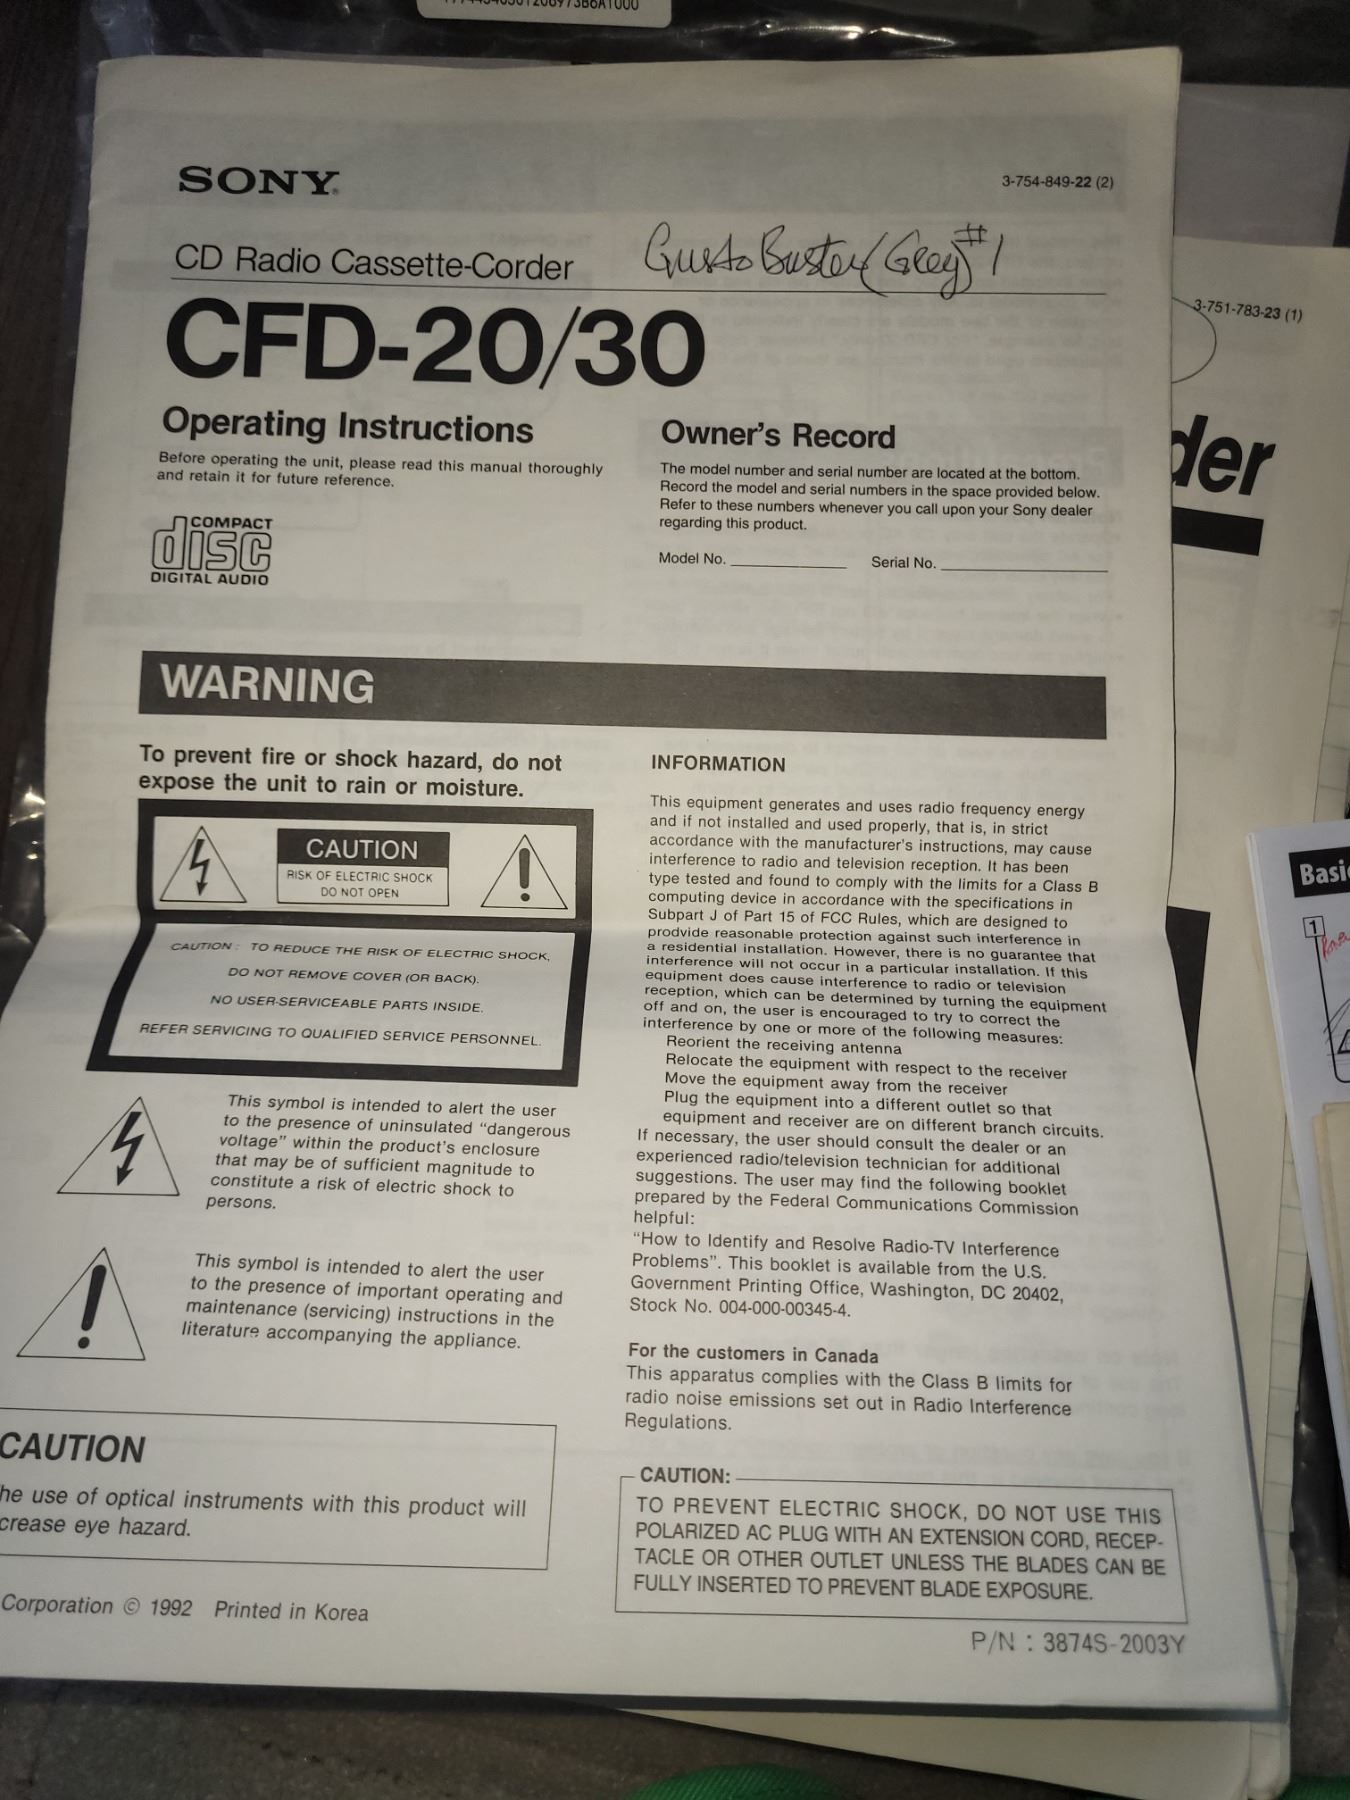 SONY
3-754-849-22 (2)
CD Radio Cassette-Corder
Gusto Buster (Grey) #1
CFD-20/30
Operating Instructions
Before operating the unit, please read this manual thoroughly
and retain it for future reference.
COMPACT
disc
DIGITAL AUDIO
Owner's Record
The model number and serial number are located at the bottom.
Record the model and serial numbers in the space provided below.
Refer to these numbers whenever you call upon your Sony dealer
regarding this product.
Model No. Serial No.
WARNING
To prevent fire or shock hazard, do not
expose the unit to rain or moisture.
CAUTION
RISK OF ELECTRIC SHOCK
DO NOT OPEN
CAUTION : TO REDUCE THE RISK OF ELECTRIC SHOCK,
DO NOT REMOVE COVER (OR BACK).
NO USER-SERVICEABLE PARTS INSIDE.
REFER SERVICING TO QUALIFIED SERVICE PERSONNEL.
This symbol is intended to alert the user
to the presence of uninsulated “dangerous
voltage” within the product's enclosure
that may be of sufficient magnitude to
constitute a risk of electric shock to
persons.
This symbol is intended to alert the user
to the presence of important operating and
maintenance (servicing) instructions in the
literature accompanying the appliance.
CAUTION
he use of optical instruments with this product will
crease eye hazard.
Corporation © 1992 Printed in Korea
INFORMATION
This equipment generates and uses radio frequency energy
and if not installed and used properly, that is, in strict
accordance with the manufacturer's instructions, may cause
interference to radio and television reception. It has been
type tested and found to comply with the limits for a Class B
computing device in accordance with the specifications in
Subpart J of Part 15 of FCC Rules, which are designed to
prodvide reasonable protection against such interference in
a residential installation. However, there is no guarantee that
interference will not occur in a particular installation. If this
equipment does cause interference to radio or television
reception, which can be determined by turning the equipment
off and on, the user is encouraged to try to correct the
interference by one or more of the following measures:
Reorient the receiving antenna
Relocate the equipment with respect to the receiver
Move the equipment away from the receiver
Plug the equipment into a different outlet so that
equipment and receiver are on different branch circuits.
If necessary, the user should consult the dealer or an
experienced radio/television technician for additional
suggestions. The user may find the following booklet
prepared by the Federal Communications Commission
helpful:
“How to Identify and Resolve Radio-TV Interference
Problems”. This booklet is available from the U.S.
Government Printing Office, Washington, DC 20402,
Stock No. 004-000-00345-4.
For the customers in Canada
This apparatus complies with the Class B limits for
radio noise emissions set out in Radio Interference
Regulations.
CAUTION:
TO PREVENT ELECTRIC SHOCK, DO NOT USE THIS
POLARIZED AC PLUG WITH AN EXTENSION CORD, RECEP-
TACLE OR OTHER OUTLET UNLESS THE BLADES CAN BE
FULLY INSERTED TO PREVENT BLADE EXPOSURE.
P/N : 3874S-2003Y
3-751-783-23 (1)
der
Basi
1